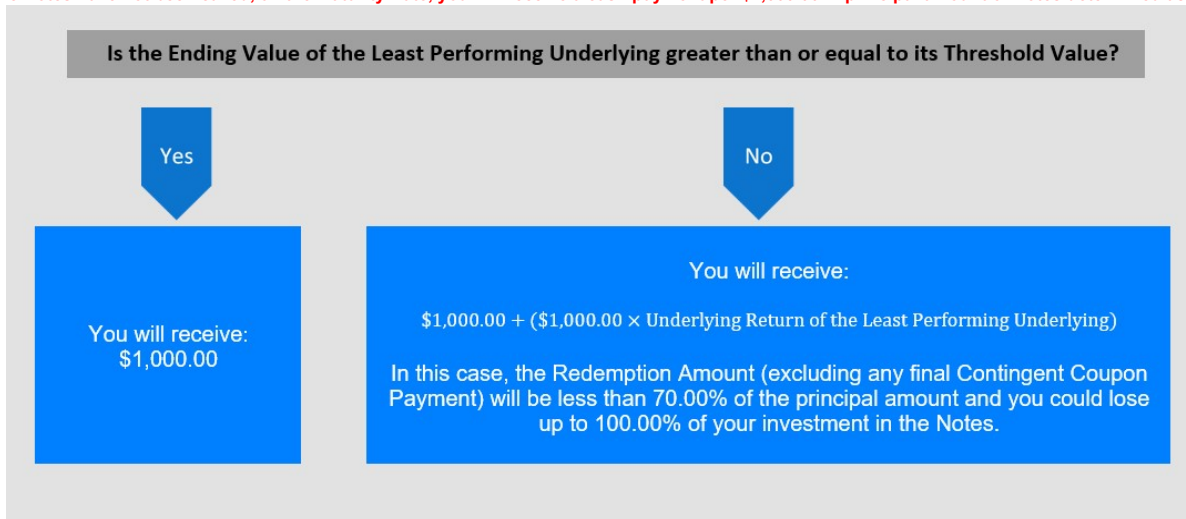 Is the Ending Value of the Least Performing Underlying greater than or equal to its Threshold Value?
Yes
No
You will receive:
$1,000.00
You will receive:
$1,000.00 + ($1,000.00 × Underlying Return of the Least Performing Underlying)
In this case, the Redemption Amount (excluding any final Contingent Coupon
Payment) will be less than 70.00% of the principal amount and you could lose
up to 100.00% of your investment in the Notes.